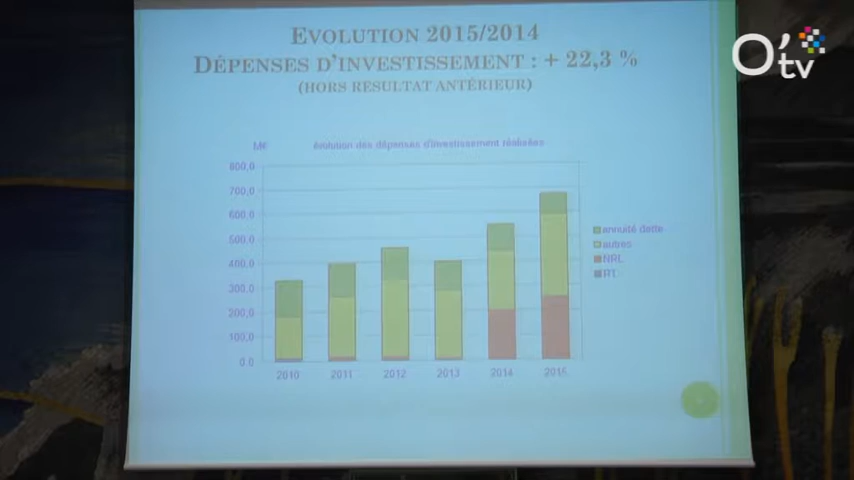 EVOLUTION 2015/2014
DÉPENSES D'INVESTISSEMENT : + 22,3 %
(HORS RÉSULTAT ANTÉRIEUR)
O'tv
M€
évolution des dépenses d'investissement réalisées
800,0
700,0
600,0
500,0
400,0
300,0
200,0
100,0
0,0
annuité dette
autres
NRL
RT
2010 2011 2012 2013 2014 2015